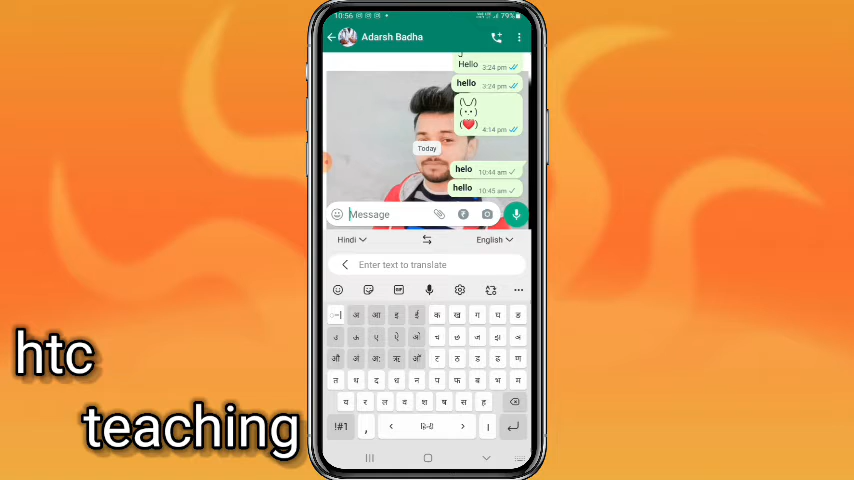 10:56
79%
Adarsh Badha
Hello 3:24 pm
hello 3:24 pm
4:14 pm
Today
helo 10:44 am
hello 10:45 am
Message
Hindi English
Enter text to translate
GIF
अ आ इ ई क ख ग घ ङ
उ ऊ ए ऐ ओ च छ ज झ ञ
औ अं अः ऋ ऑ ट ठ ड ढ ण
त थ द ध न प फ ब भ म
य र ल व श ष स ह
!#1 , < हिन्दी > ।
htc
teaching